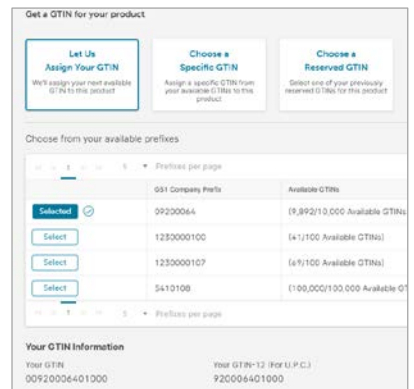 Get a GTIN for your product
Let Us
Assign Your GTIN
We'll assign your next available
GTIN to this product
Choose a
Specific GTIN
Assign a specific GTIN from
your available GTINs to this
product
Choose a
Reserved GTIN
Select one of your previously
reserved GTINs for this product
Choose from your available prefixes
1 5 Prefixes per page
GS1 Company Prefix Available GTINs
Selected 09200064 (9,892/10,000 Available GTINs
Select 1230000100 (41/100 Available GTINs)
Select 1230000107 (69/100 Available GTINs)
Select 5410108 (100,000/100,000 Available GT
1 5 Prefixes per page
Your GTIN Information
Your GTIN Your GTIN-12 (For U.P.C.)
00920006401000 920006401000